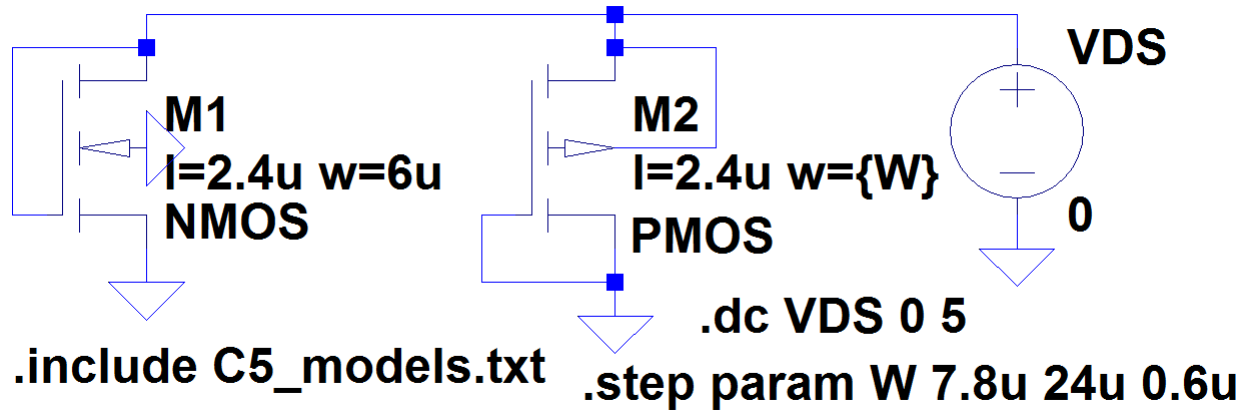 VDS
M1
l=2.4u w=6u
NMOS
M2
l=2.4u w={W}
PMOS
0
.dc VDS 0 5
.include C5_models.txt
.step param W 7.8u 24u 0.6u